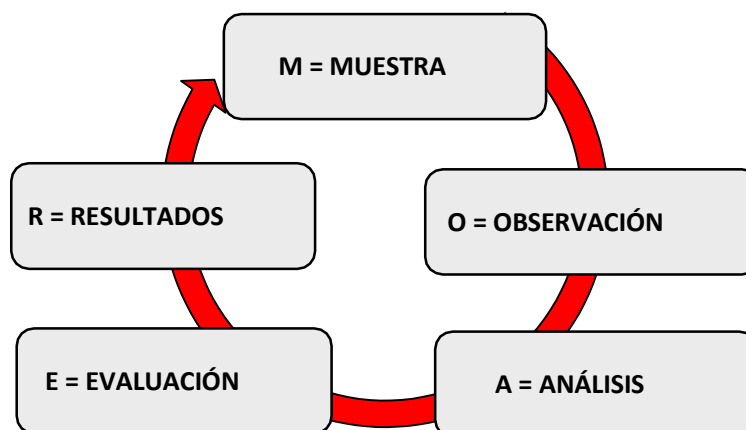 M = MUESTRA
O = OBSERVACIÓN
A = ANÁLISIS
E = EVALUACIÓN
R = RESULTADOS